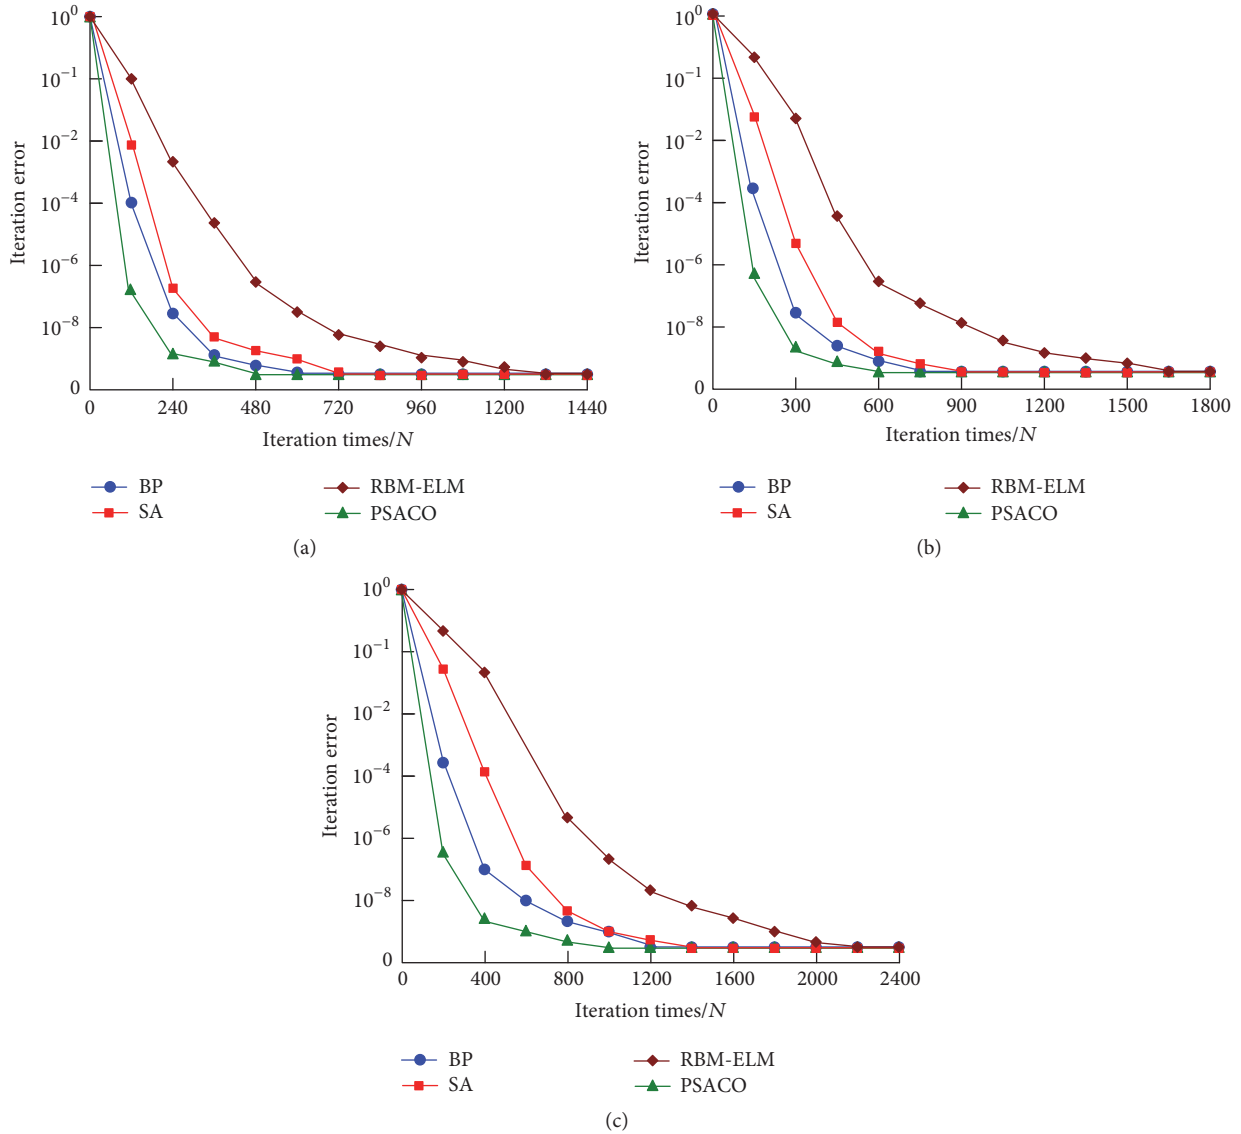 10^0
10^−1
10^−2
10^−4
10^−6
10^−8
0
Iteration error
0 240 480 720 960 1200 1440
Iteration times/N
BP
SA
RBM-ELM
PSACO
(a)
10^0
10^−1
10^−2
10^−4
10^−6
10^−8
0
Iteration error
0 300 600 900 1200 1500 1800
Iteration times/N
BP
SA
RBM-ELM
PSACO
(b)
10^0
10^−1
10^−2
10^−4
10^−6
10^−8
0
Iteration error
0 400 800 1200 1600 2000 2400
Iteration times/N
BP
SA
RBM-ELM
PSACO
(c)